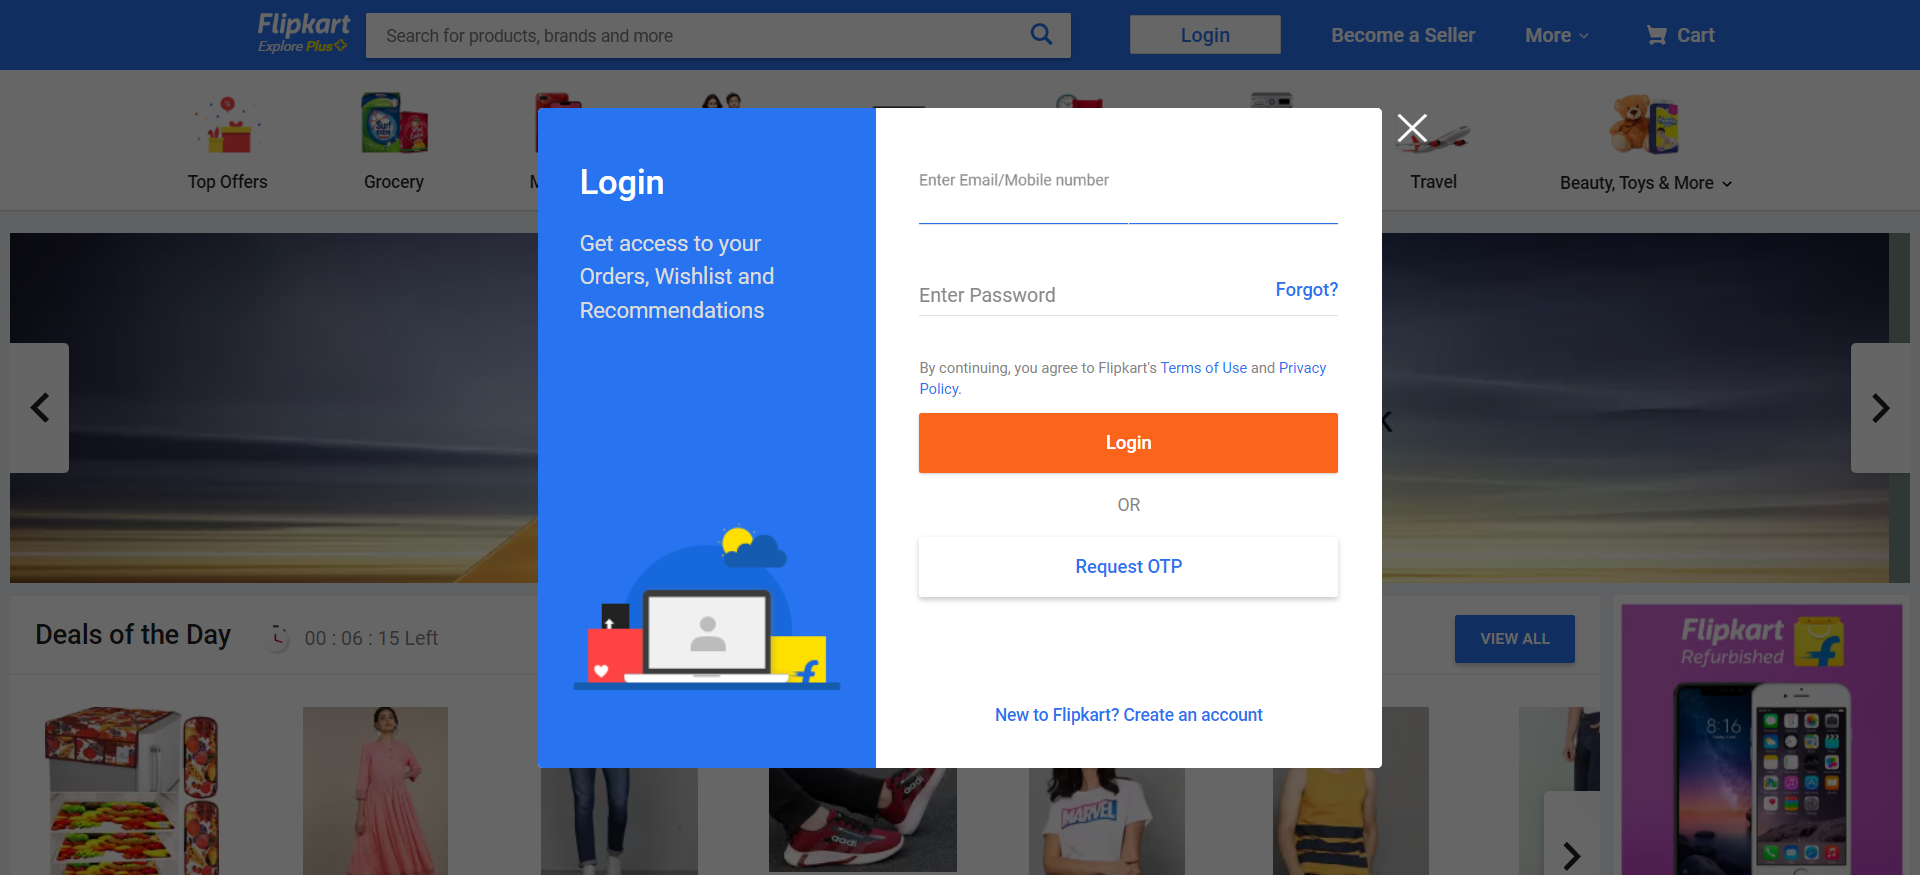 Flipkart
Explore Plus
Search for products, brands and more
Login
Become a Seller
More
Cart
Top Offers
Grocery
M
Travel
Beauty, Toys & More
Login
Get access to your
Orders, Wishlist and
Recommendations
Enter Email/Mobile number
Enter Password
Forgot?
By continuing, you agree to Flipkart's Terms of Use and Privacy
Policy.
Login
OR
Request OTP
New to Flipkart? Create an account
k
Deals of the Day
00 : 06 : 15 Left
VIEW ALL
Flipkart
Refurbished
8:16
MARVEL
aadi
aadi